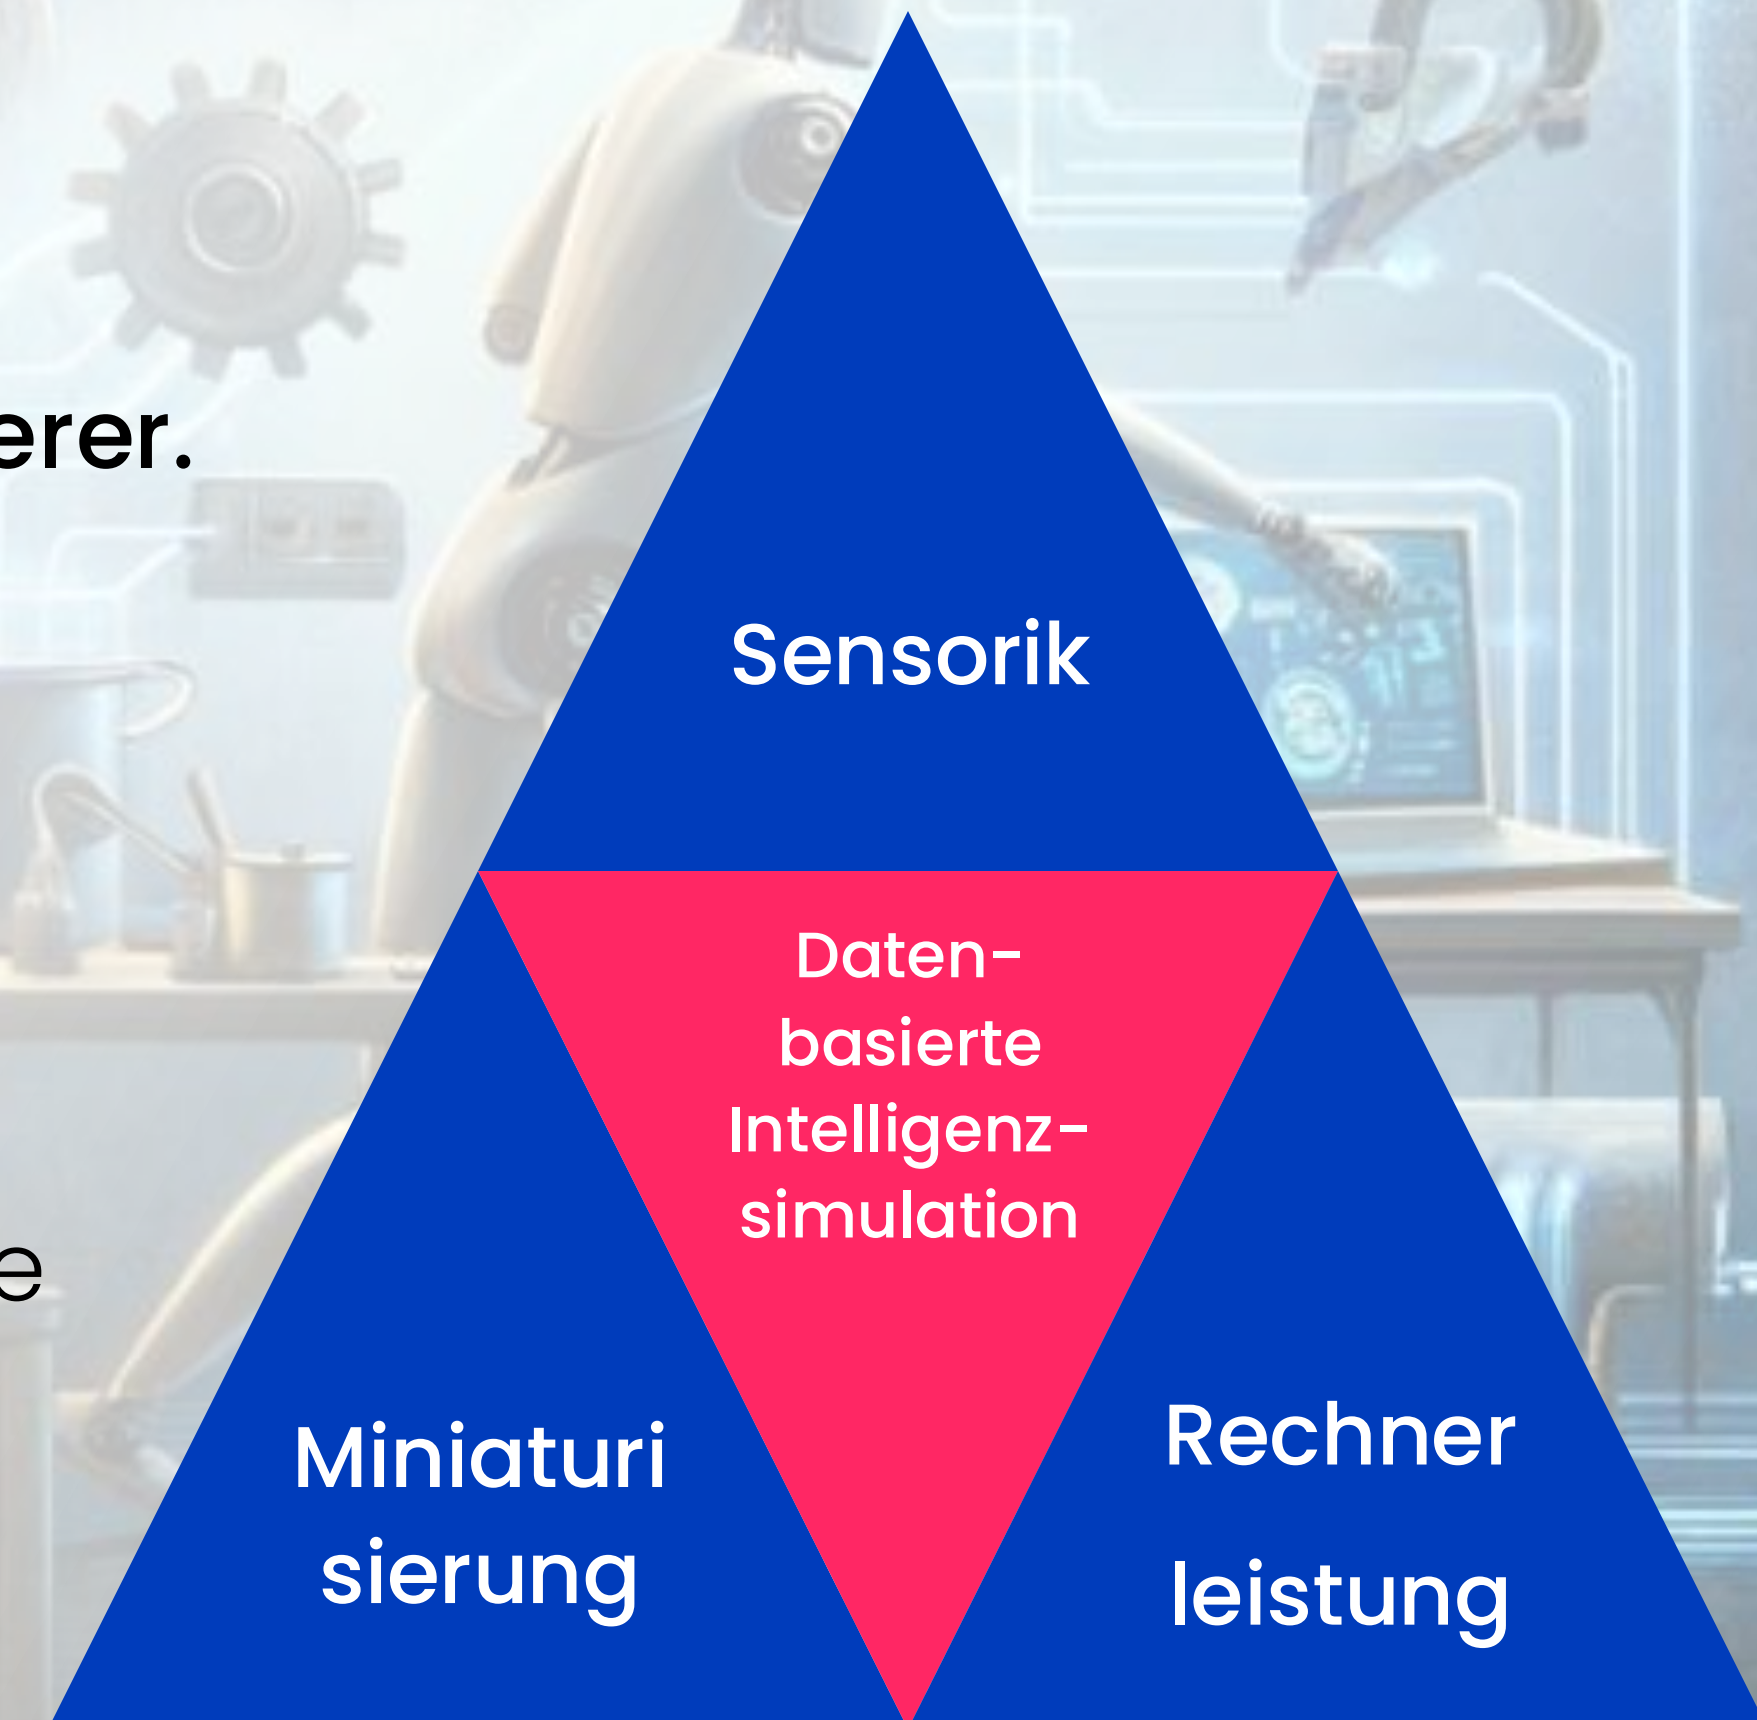 erer.
Sensorik
Daten-
basierte
Intelligenz-
simulation
e
Miniaturi
sierung
Rechner
leistung